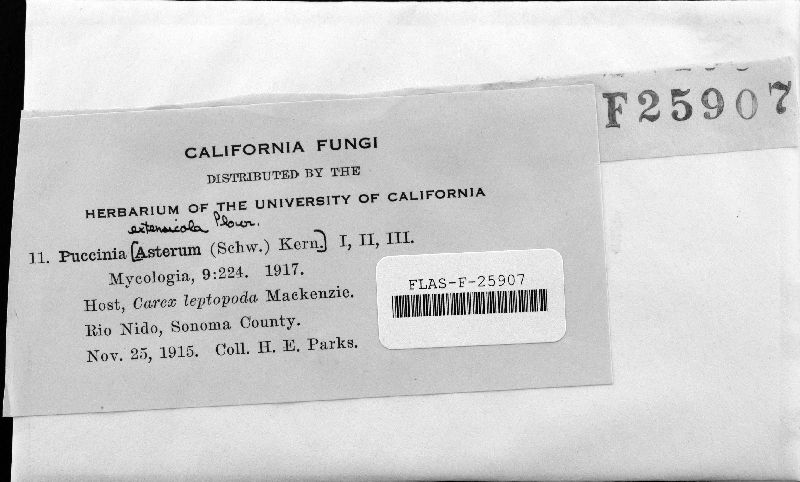 F25907
CALIFORNIA FUNGI
DISTRIBUTED BY THE
HERBARIUM OF THE UNIVERSITY OF CALIFORNIA
extensicola Plowr.
11. Puccinia [Asterum (Schw.) Kern.] I, II, III.
Mycologia, 9:224. 1917.
Host, Carex leptopoda Mackenzie.
Rio Nido, Sonoma County.
Nov. 25, 1915. Coll. H. E. Parks.
FLAS-F-25907